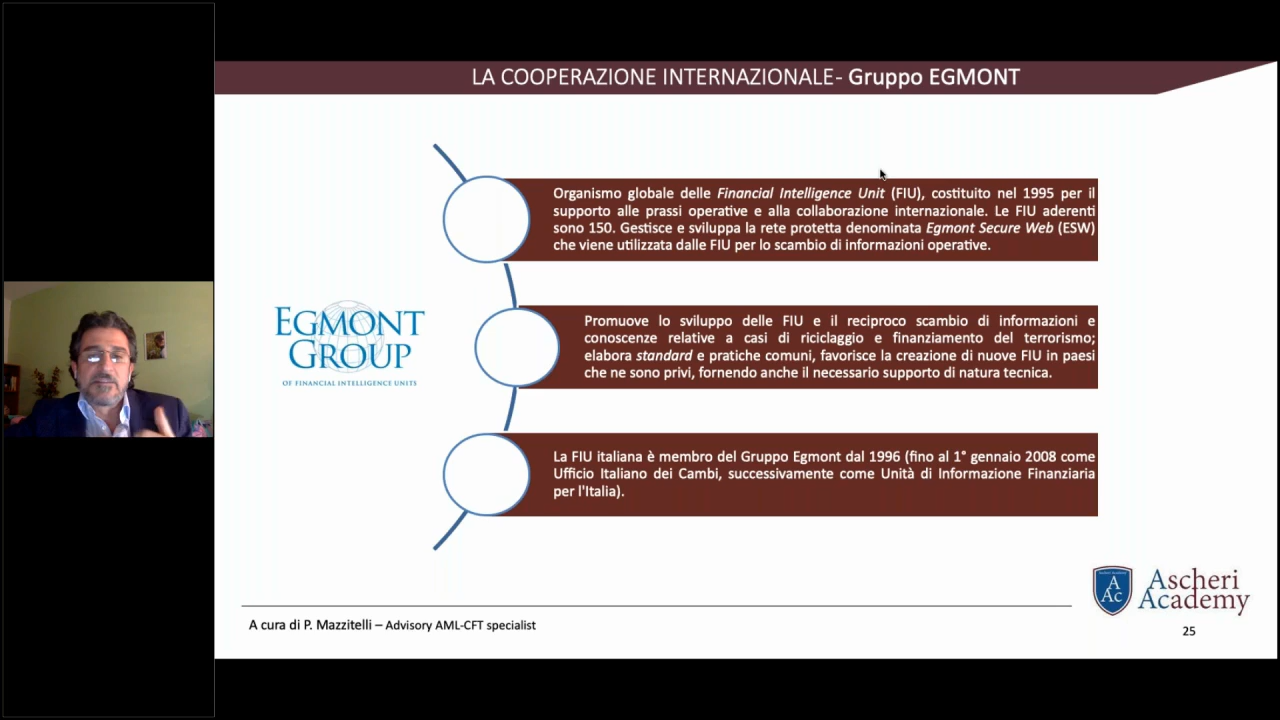 LA COOPERAZIONE INTERNAZIONALE- Gruppo EGMONT
Organismo globale delle Financial Intelligence Unit (FIU), costituito nel 1995 per il
supporto alle prassi operative e alla collaborazione internazionale. Le FIU aderenti
sono 150. Gestisce e sviluppa la rete protetta denominata Egmont Secure Web (ESW)
che viene utilizzata dalle FIU per lo scambio di informazioni operative.
EGMONT
GROUP
OF FINANCIAL INTELLIGENCE UNITS
Promuove lo sviluppo delle FIU e il reciproco scambio di informazioni e
conoscenze relative a casi di riciclaggio e finanziamento del terrorismo;
elabora standard e pratiche comuni, favorisce la creazione di nuove FIU in paesi
che ne sono privi, fornendo anche il necessario supporto di natura tecnica.
La FIU italiana è membro del Gruppo Egmont dal 1996 (fino al 1° gennaio 2008 come
Ufficio Italiano dei Cambi, successivamente come Unità di Informazione Finanziaria
per l'Italia).
Ascheri Academy
A
Ac
Ascheri
Academy
A cura di P. Mazzitelli – Advisory AML-CFT specialist
25